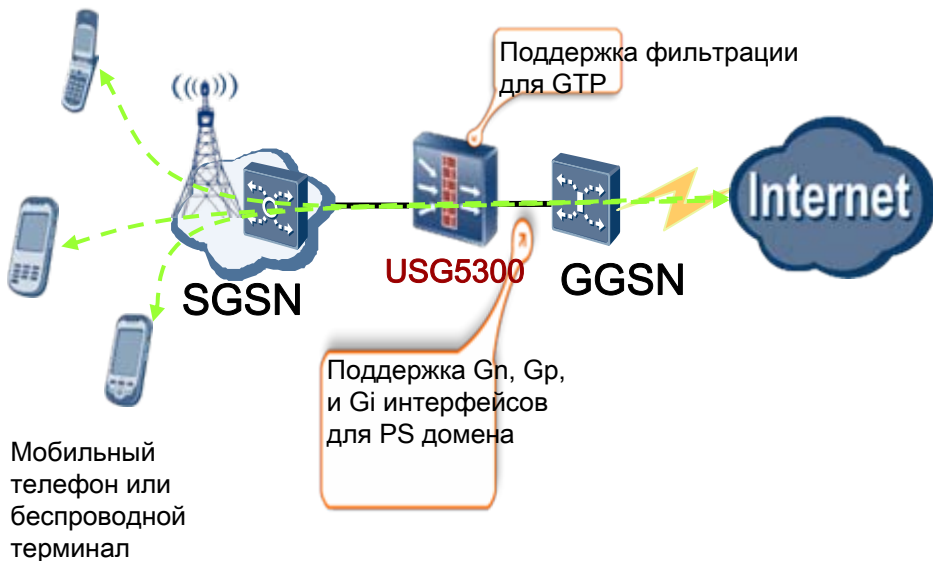 Поддержка фильтрации
для GTP
Internet
USG5300
GGSN
SGSN
Поддержка Gn, Gp,
и Gi интерфейсов
для PS домена
Мобильный
телефон или
беспроводной
терминал